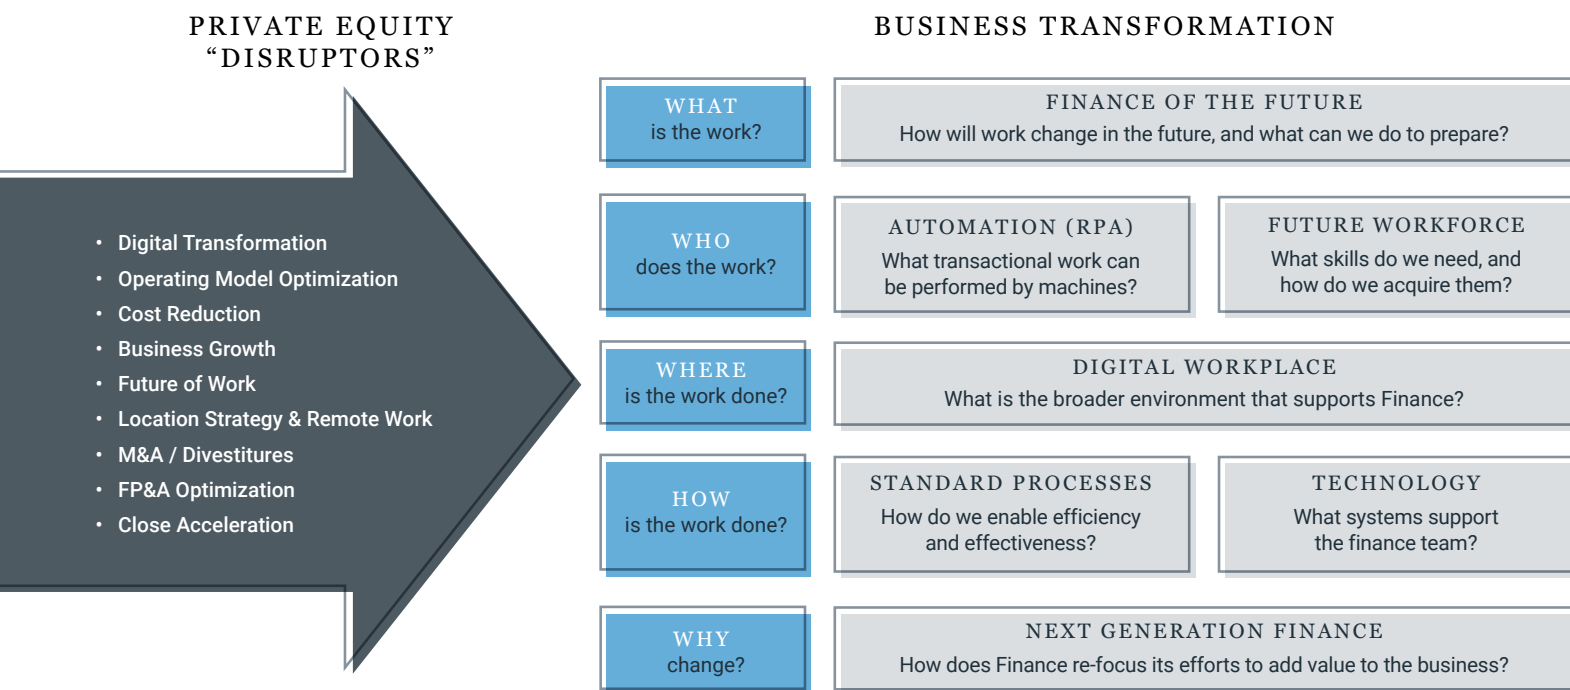 PRIVATE EQUITY
“DISRUPTORS”
• Digital Transformation
• Operating Model Optimization
• Cost Reduction
• Business Growth
• Future of Work
• Location Strategy & Remote Work
• M&A / Divestitures
• FP&A Optimization
• Close Acceleration
BUSINESS TRANSFORMATION
WHAT
is the work?
FINANCE OF THE FUTURE
How will work change in the future, and what can we do to prepare?
WHO
does the work?
AUTOMATION (RPA)
What transactional work can
be performed by machines?
FUTURE WORKFORCE
What skills do we need, and
how do we acquire them?
WHERE
is the work done?
DIGITAL WORKPLACE
What is the broader environment that supports Finance?
HOW
is the work done?
STANDARD PROCESSES
How do we enable efficiency
and effectiveness?
TECHNOLOGY
What systems support
the finance team?
WHY
change?
NEXT GENERATION FINANCE
How does Finance re-focus its efforts to add value to the business?